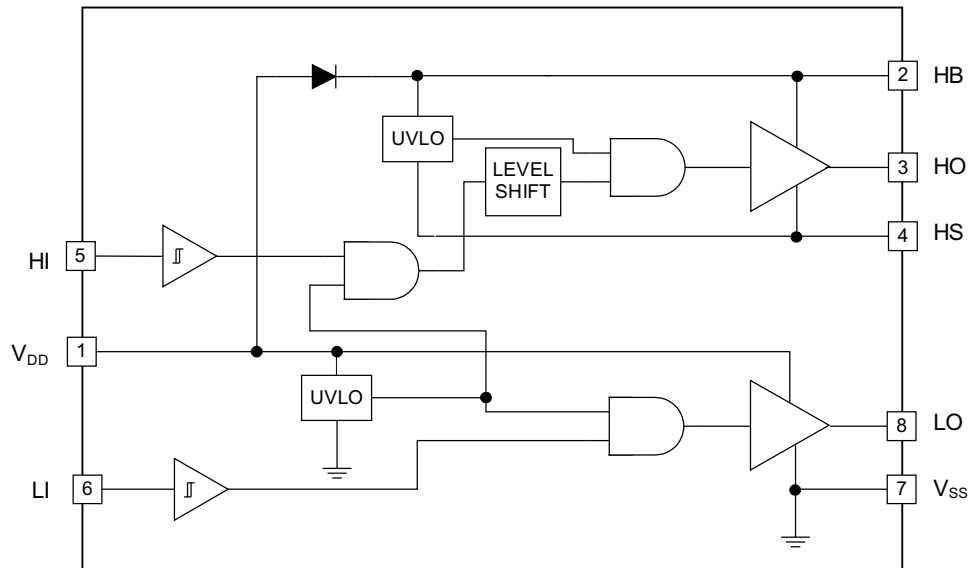 2 HB
UVLO
LEVEL
SHIFT
3 HO
4 HS
HI 5
VDD 1
UVLO
8 LO
LI 6
7 VSS